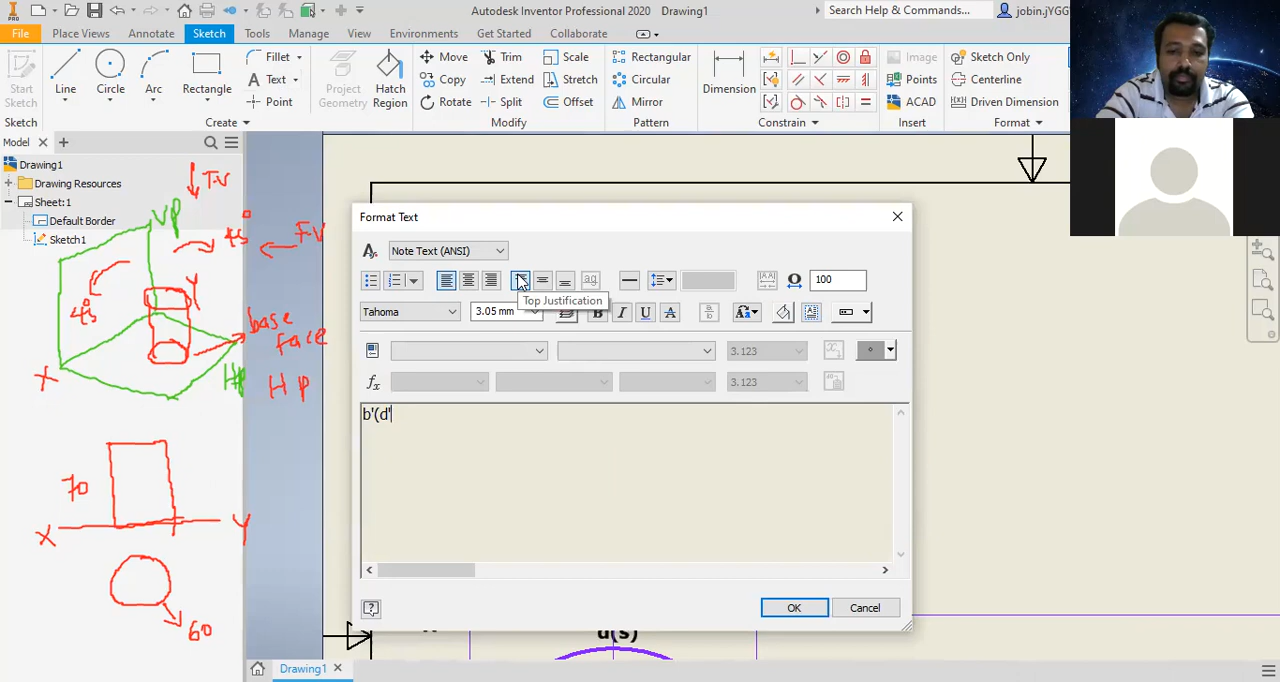 Autodesk Inventor Professional 2020 Drawing1
Search Help & Commands...
jobin.jYGG
File Place Views Annotate Sketch Tools Manage View Environments Get Started Collaborate
Start Sketch
Line Circle Arc Rectangle
Fillet
Text
Point
Project Geometry
Hatch Region
Move Trim Scale
Copy Extend Stretch
Rotate Split Offset
Rectangular
Circular
Mirror
Dimension
Image
Points
ACAD
Sketch Only
Centerline
Driven Dimension
Sketch Create Modify Pattern Constrain Insert Format
Model
Drawing1
Drawing Resources
Sheet:1
Default Border
Sketch1
T.V
VP
45°
F.V
45°
Y
base
face
X
HP
HP
70
X
Y
60
Format Text
Note Text (ANSI)
100
Top Justification
Tahoma
3.05 mm
B I U A
3.123
3.123
b'(d'
OK Cancel
d(s)
Drawing1